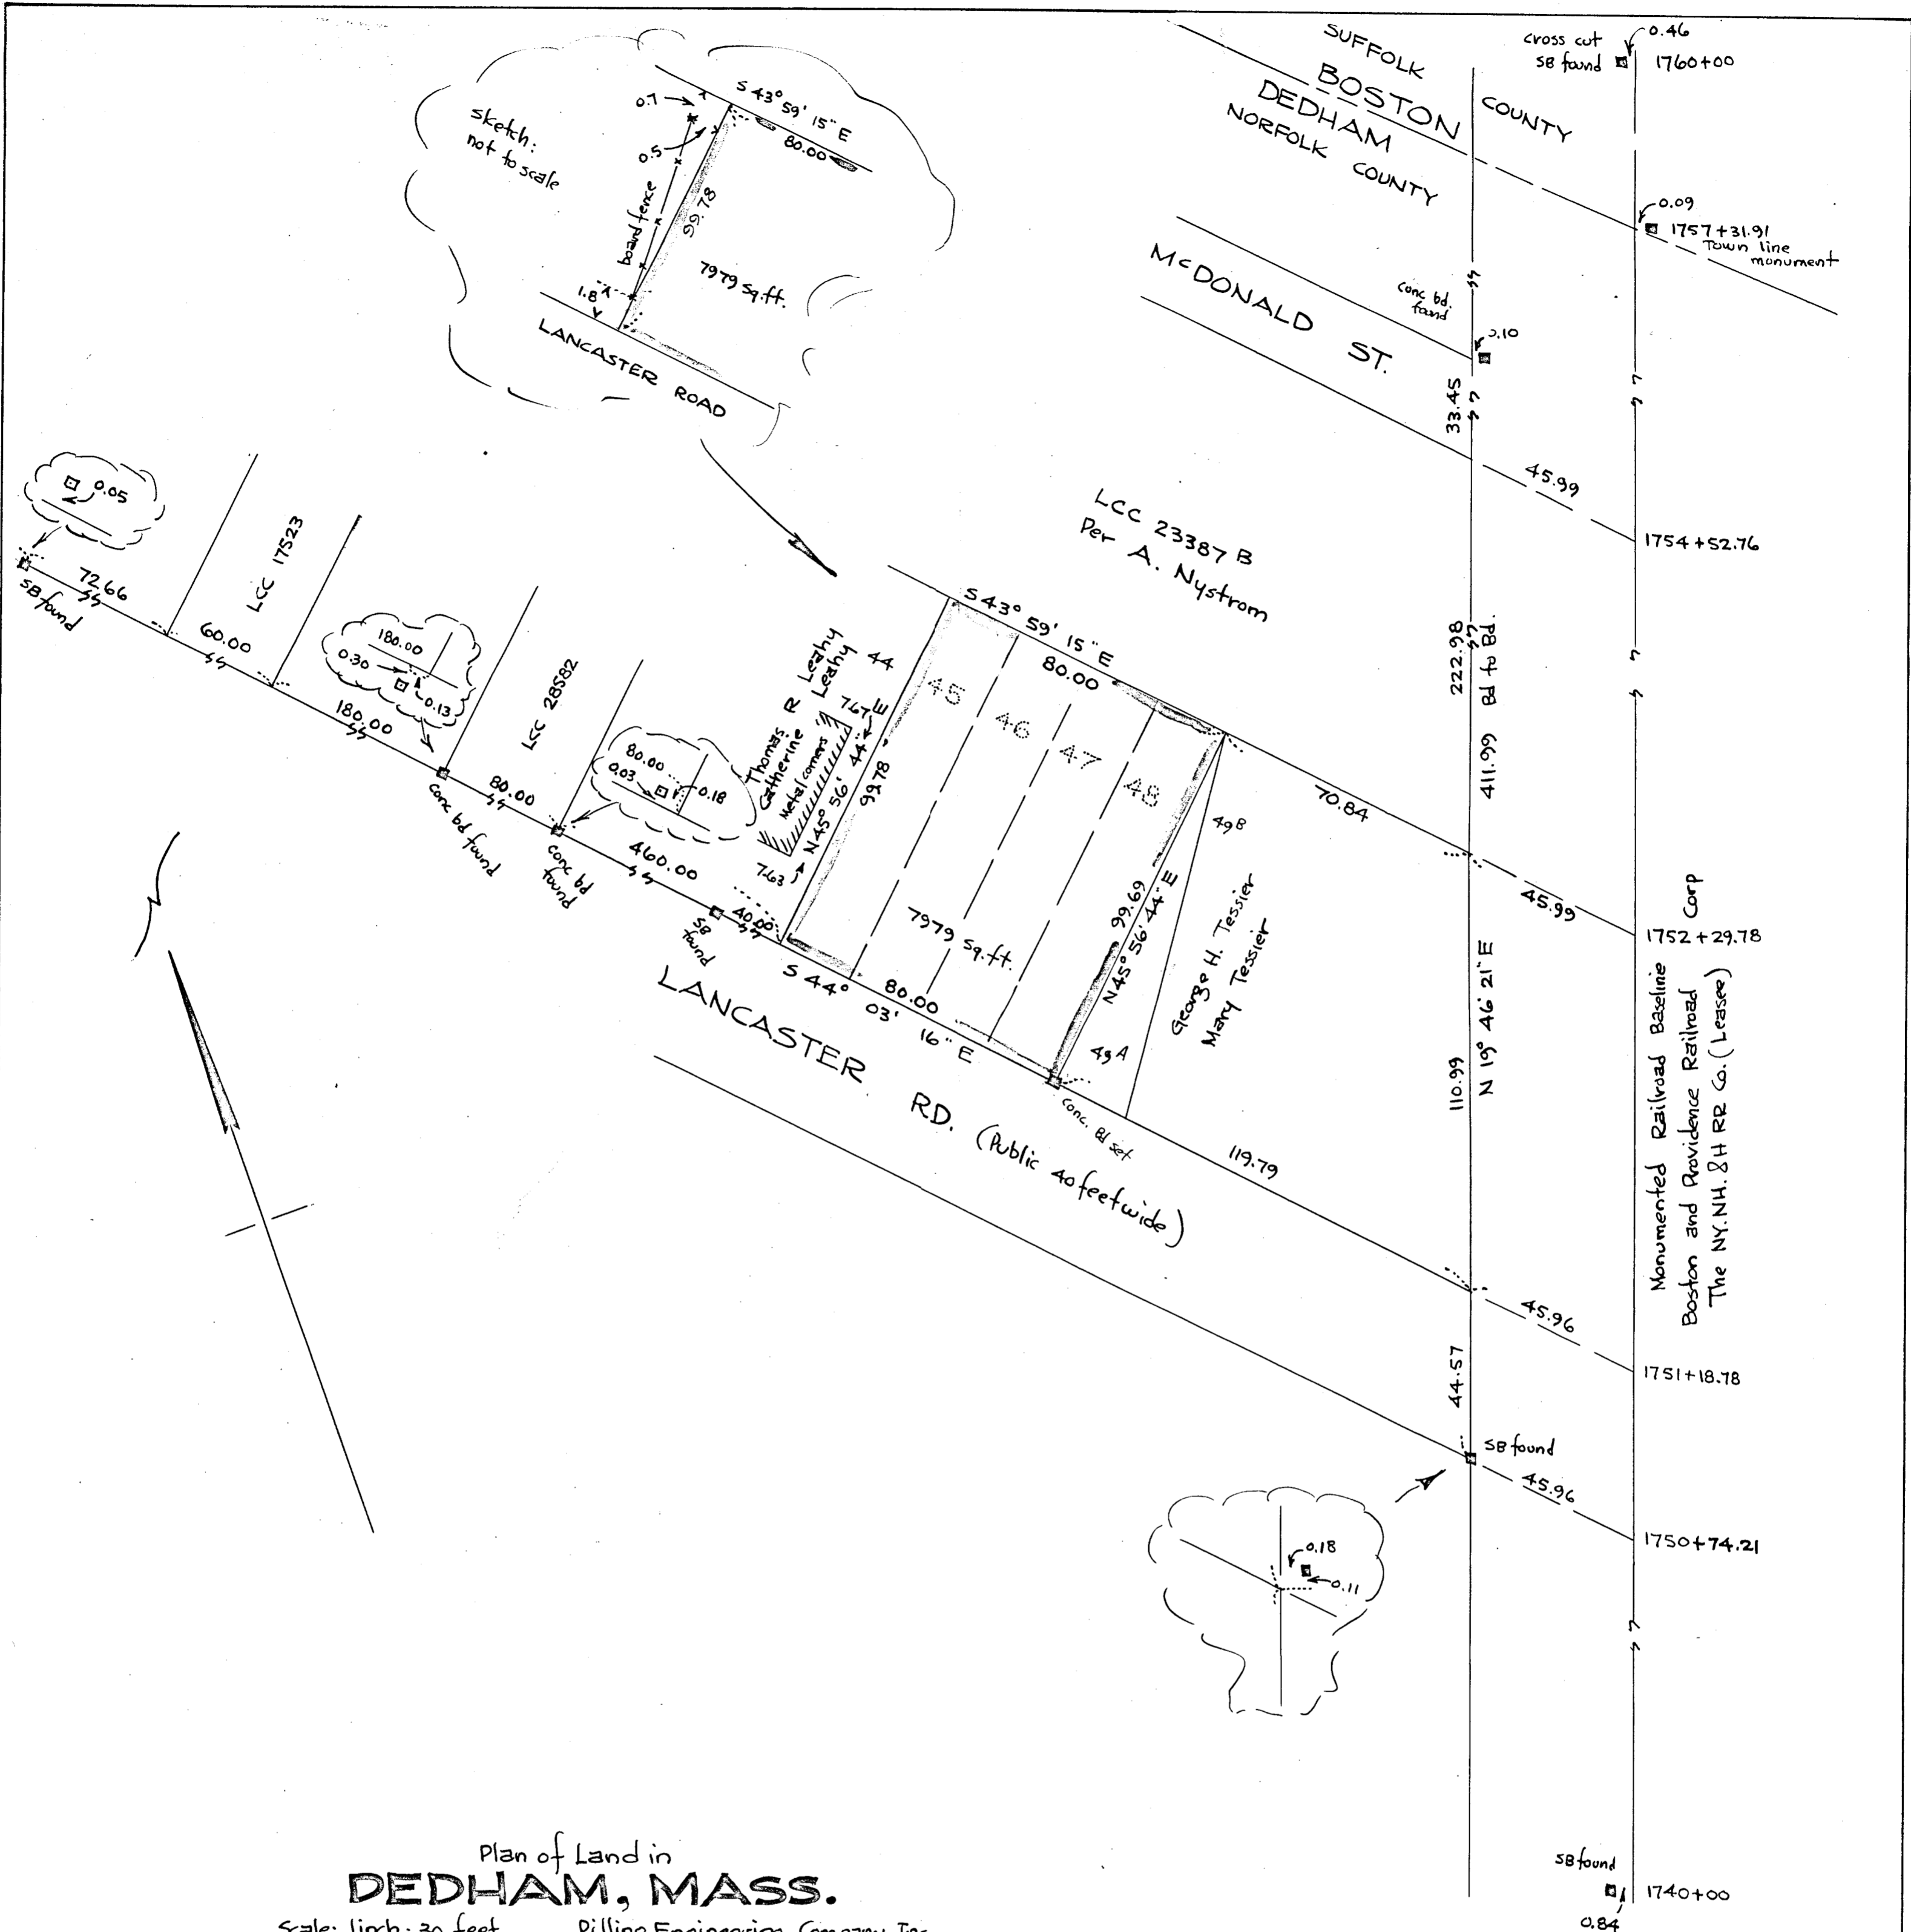 SUFFOLK COUNTY
BOSTON
DEDHAM
NORFOLK COUNTY
cross cut
SB found
0.46
1760+00
0.09
1757+31.91
Town line
monument
sketch:
not to scale
0.7
0.5
S 43° 59' 15" E
80.00
board fence
99.78
7979 sq.ft.
1.8
LANCASTER ROAD
McDONALD ST.
conc bd.
found
0.10
33.45
45.99
1754+52.76
LCC 23387 B
Per A. Nystrom
0.05
SB found
72.66
LCC 17523
60.00
180.00
0.30
0.13
180.00
conc bd found
LCC 28582
80.00
80.00
0.03
0.18
conc bd
found
460.00
SB
found
40.00
Thomas R Leahy
Catherine Leahy
Metal corners
44
7.67
7.63
N 45° 56' 44" E
99.78
S 43° 59' 15" E
80.00
45
46
47
48
7979 sq.ft.
99.69
N 45° 56' 44" E
49B
49A
George H. Tessier
Mary Tessier
S 44° 03' 16" E
80.00
conc. Bd set
LANCASTER RD. (Public 40 feet wide)
70.84
119.79
222.98
411.99 Bd to Bd.
N 19° 46' 21" E
110.99
44.57
45.99
1752+29.78
45.96
1751+18.78
SB found
45.96
1750+74.21
Monumented Railroad Baseline
Boston and Providence Railroad Corp
The NY.NH. & H RR Co. (Leasee)
0.18
0.11
SB found
1740+00
0.84
Plan of Land in
DEDHAM, MASS.
Scale: 1 inch: 30 feet Pilling Engineering Company Inc